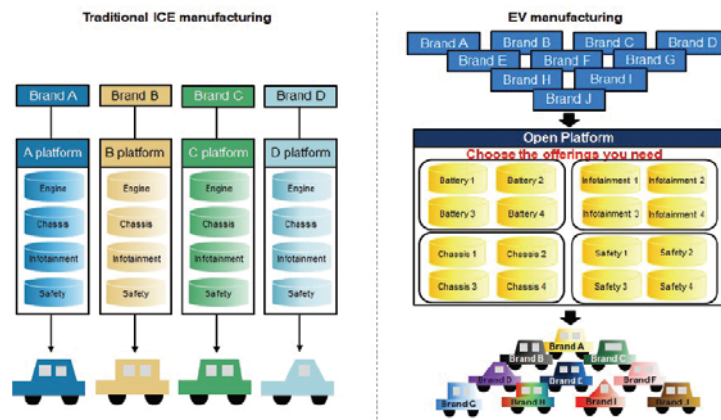 Traditional ICE manufacturing
Brand A
Brand B
Brand C
Brand D
A platform
B platform
C platform
D platform
Engine
Engine
Engine
Engine
Chassis
Chassis
Chassis
Chassis
Infotainment
Infotainment
Infotainment
Infotainment
Safety
Safety
Safety
Safety
EV manufacturing
Brand A
Brand B
Brand C
Brand D
Brand E
Brand F
Brand G
Brand H
Brand I
Brand J
Open Platform
Choose the offerings you need
Battery 1
Battery 2
Infotainment 1
Infotainment 2
Battery 3
Battery 4
Infotainment 3
Infotainment 4
Chassis 1
Chassis 2
Safety 1
Safety 2
Chassis 3
Chassis 4
Safety 3
Safety 4
Brand A
Brand B
Brand C
Brand D
Brand E
Brand F
Brand G
Brand H
Brand I
Brand J